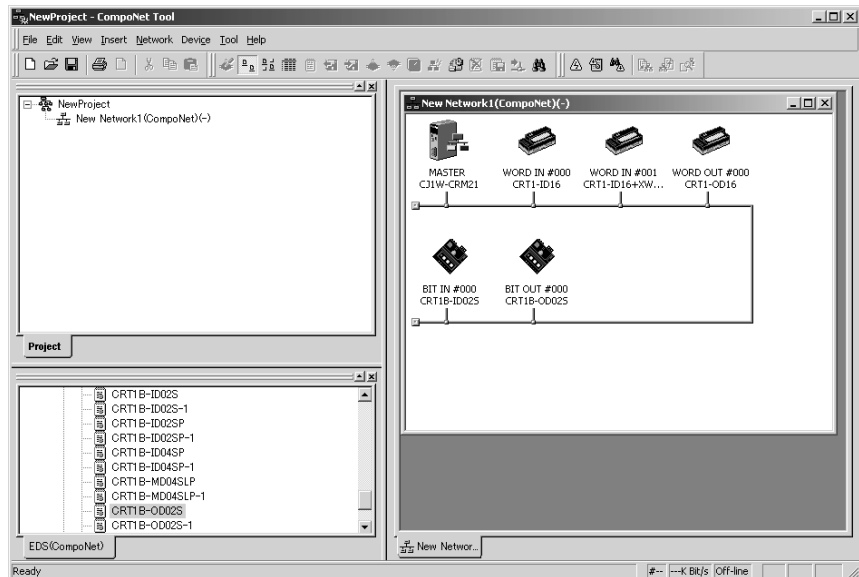 NewProject - CompoNet Tool
File Edit View Insert Network Device Tool Help
NewProject
New Network1(CompoNet)(-)
Project
CRT1B-ID02S
CRT1B-ID02S-1
CRT1B-ID02SP
CRT1B-ID02SP-1
CRT1B-ID04SP
CRT1B-ID04SP-1
CRT1B-MD04SLP
CRT1B-MD04SLP-1
CRT1B-OD02S
CRT1B-OD02S-1
EDS(CompoNet)
New Network1(CompoNet)(-)
MASTER
CJ1W-CRM21
WORD IN #000
CRT1-ID16
WORD IN #001
CRT1-ID16+XW...
WORD OUT #000
CRT1-OD16
BIT IN #000
CRT1B-ID02S
BIT OUT #000
CRT1B-OD02S
New Networ...
Ready
#-- ---K Bit/s Off-line